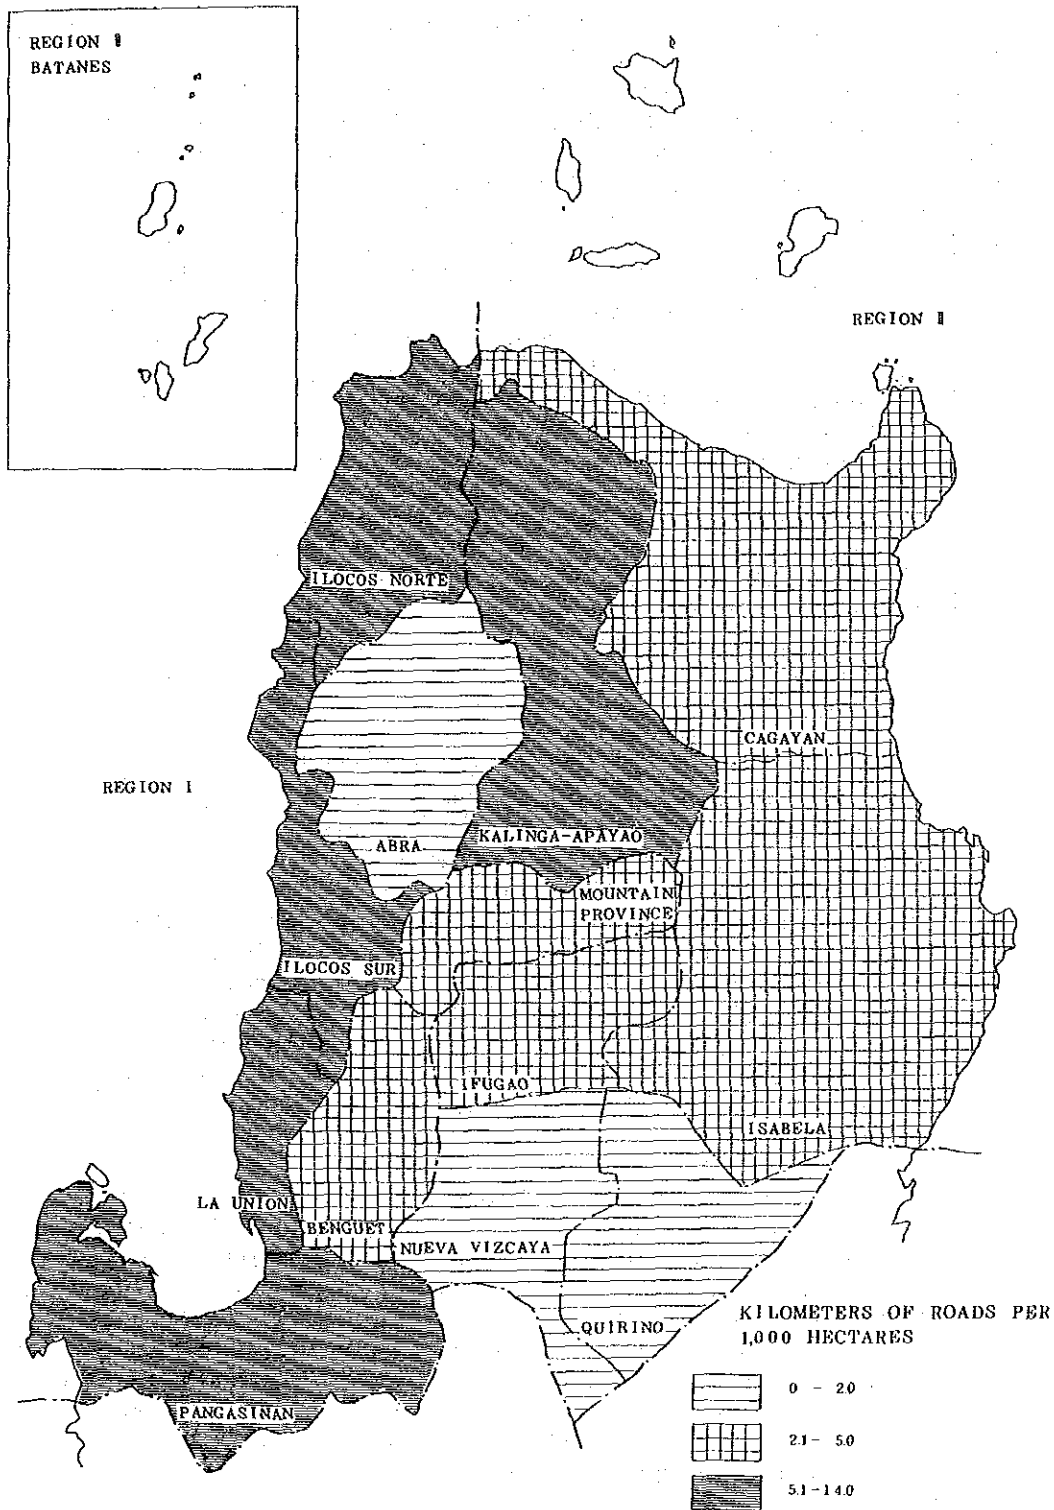 REGION II
BATANES
REGION II
ILOCOS NORTE
CAGAYAN
REGION I
KALINGA-APAYAO
ABRA
MOUNTAIN
PROVINCE
ILOCOS SUR
IFUGAO
ISABELA
LA UNION
BENGUET
NUEVA VIZCAYA
QUIRINO
PANGASINAN
KILOMETERS OF ROADS PER
1,000 HECTARES
0 - 2.0
2.1 - 5.0
5.1 - 14.0